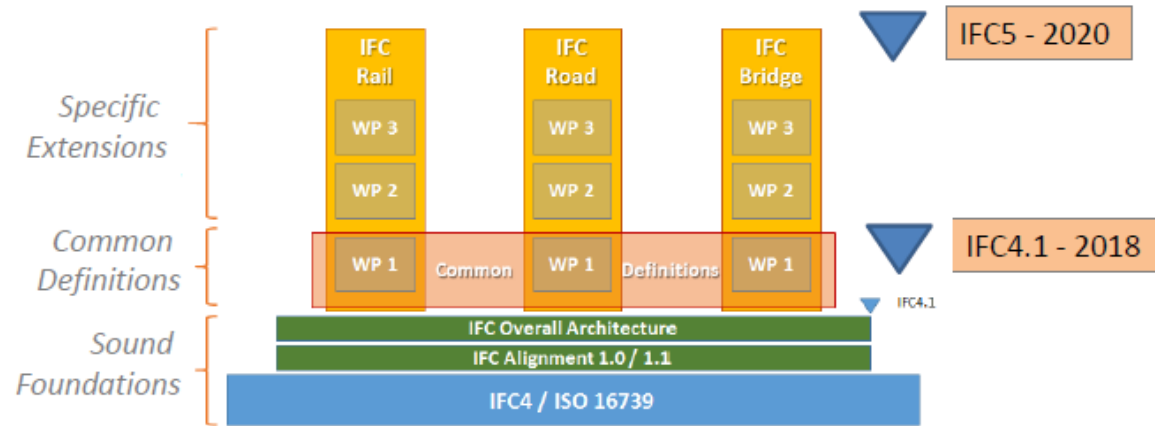 IFC5 - 2020
IFC
Rail
IFC
Road
IFC
Bridge
Specific
Extensions
WP 3
WP 3
WP 3
WP 2
WP 2
WP 2
Common
Definitions
WP 1
Common
WP 1
Definitions
WP 1
IFC4.1 - 2018
IFC4.1
Sound
Foundations
IFC Overall Architecture
IFC Alignment 1.0 / 1.1
IFC4 / ISO 16739